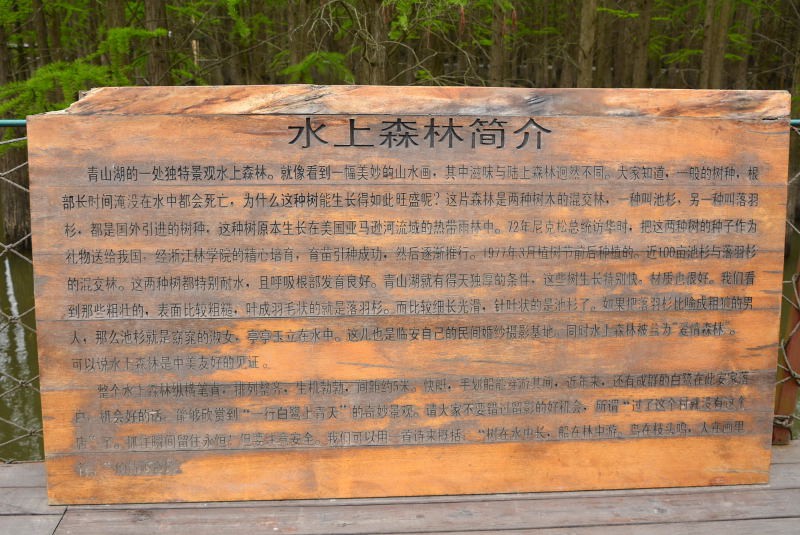 水上森林简介
青山湖的一处独特景观水上森林。就像看到一幅美妙的山水画，其中滋味与陆上森林迥然不同。大家知道，一般的树种，根
部长时间淹没在水中都会死亡，为什么这种树能生长得如此旺盛呢？这片森林是两种树木的混交林，一种叫池杉，另一种叫落羽
杉，都是国外引进的树种，这种树原本生长在美国亚马逊河流域的热带雨林中。72年尼克松总统访华时，把这两种树的种子作为
礼物送给我国，经浙江林学院的精心培育，育苗引种成功，然后逐渐推行。1977年3月植树节前后种植的。近100亩池杉与落羽杉
的混交林。这两种树都特别耐水，且呼吸根部发育良好。青山湖就有得天独厚的条件，这些树生长特别快，材质也很好。我们看
到那些粗壮的，表面比较粗糙，叶成羽毛状的就是落羽杉。而比较细长光滑，针叶状的是池杉了。如果把落羽杉比喻成粗犷的男
人，那么池杉就是窈窕的淑女。亭亭玉立在水中。这儿也是临安自己的民间婚纱摄影基地。同时水上森林被誉为“爱情森林”。
可以说水上森林是中美友好的见证。
整个水上森林纵横笔直，排列整齐，生机勃勃，间距约5米。快艇，手划船能穿游其间，近年来，还有成群的白鹭在此安家落
户，机会好的话，能够欣赏到“一行白鹭上青天”的奇妙景观。请大家不要错过留影的好机会，所谓“过了这个村就没有这个
店”了。抓住瞬间留住永恒！但要注意安全。我们可以用一首诗来概括：“树在水中长，船在林中游。鸟在枝头鸣，人在画里